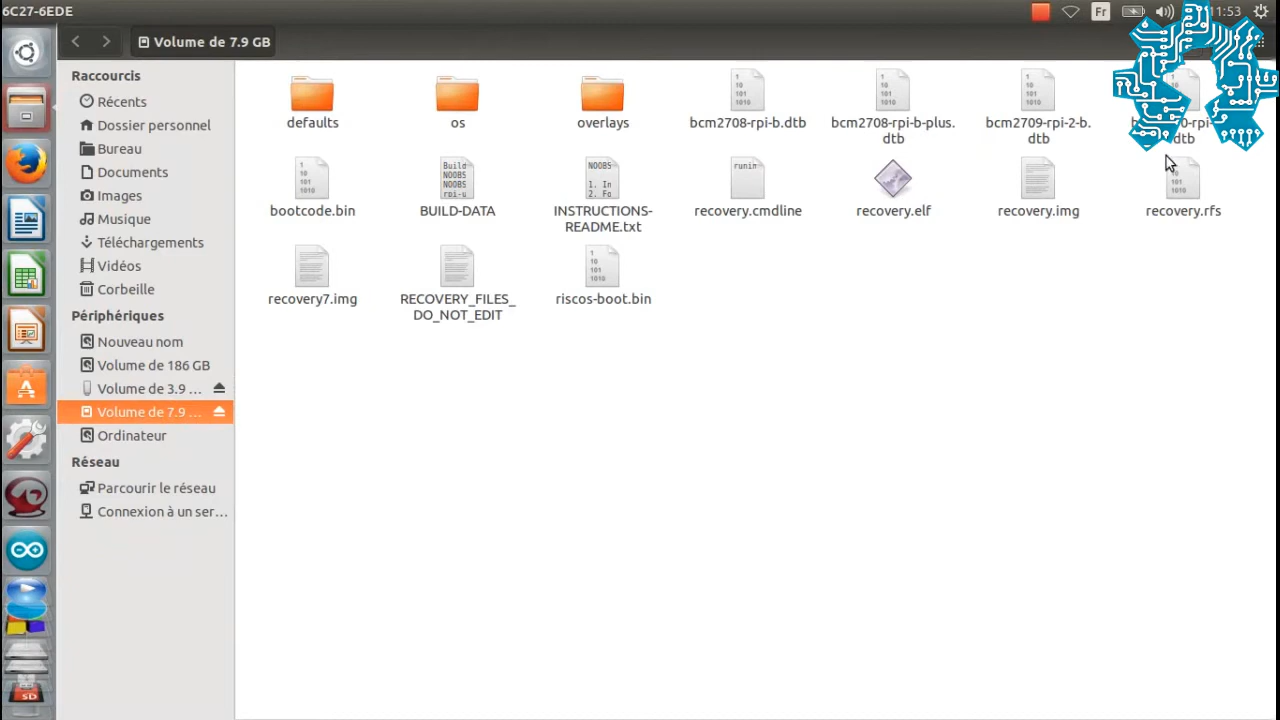 6C27-6EDE
Fr
11:53
Volume de 7.9 GB
Raccourcis
Récents
Dossier personnel
Bureau
Documents
Images
Musique
Téléchargements
Vidéos
Corbeille
Périphériques
Nouveau nom
Volume de 186 GB
Volume de 3.9 ...
Volume de 7.9 ...
Ordinateur
Réseau
Parcourir le réseau
Connexion à un ser...
defaults
os
overlays
bcm2708-rpi-b.dtb
bcm2708-rpi-b-plus.
dtb
bcm2709-rpi-2-b.
dtb
dtb
bootcode.bin
BUILD-DATA
INSTRUCTIONS-
README.txt
recovery.cmdline
recovery.elf
recovery.img
recovery.rfs
recovery7.img
RECOVERY_FILES_
DO_NOT_EDIT
riscos-boot.bin